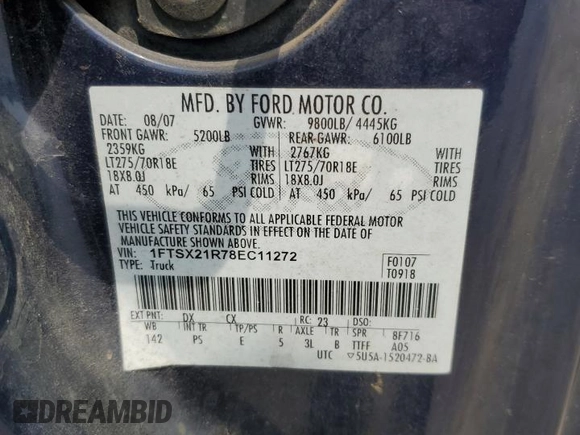 MFD. BY FORD MOTOR CO.
DATE: 08/07 GVWR: 9800LB/ 4445KG
FRONT GAWR: 5200LB REAR GAWR: 6100LB
2359KG WITH 2767KG WITH
LT275/70R18E TIRES LT275/70R18E TIRES
18X8.0J RIMS 18X8.0J RIMS
AT 450 kPa/ 65 PSI COLD AT 450 kPa/ 65 PSI COLD
THIS VEHICLE CONFORMS TO ALL APPLICABLE FEDERAL MOTOR
VEHICLE SAFETY STANDARDS IN EFFECT ON THE DATE OF
MANUFACTURE SHOWN ABOVE.
VIN: 1FTSX21R78EC11272 F0107
TYPE: Truck T0918
EXT PNT: DX CX RC: 23 DSO:
WB INT TR TP/PS R AXLE TR SPR 8F716
142 PS E 5 3L B TTFF A05
UTC ▽5U5A-1520472-BA
DREAMBID